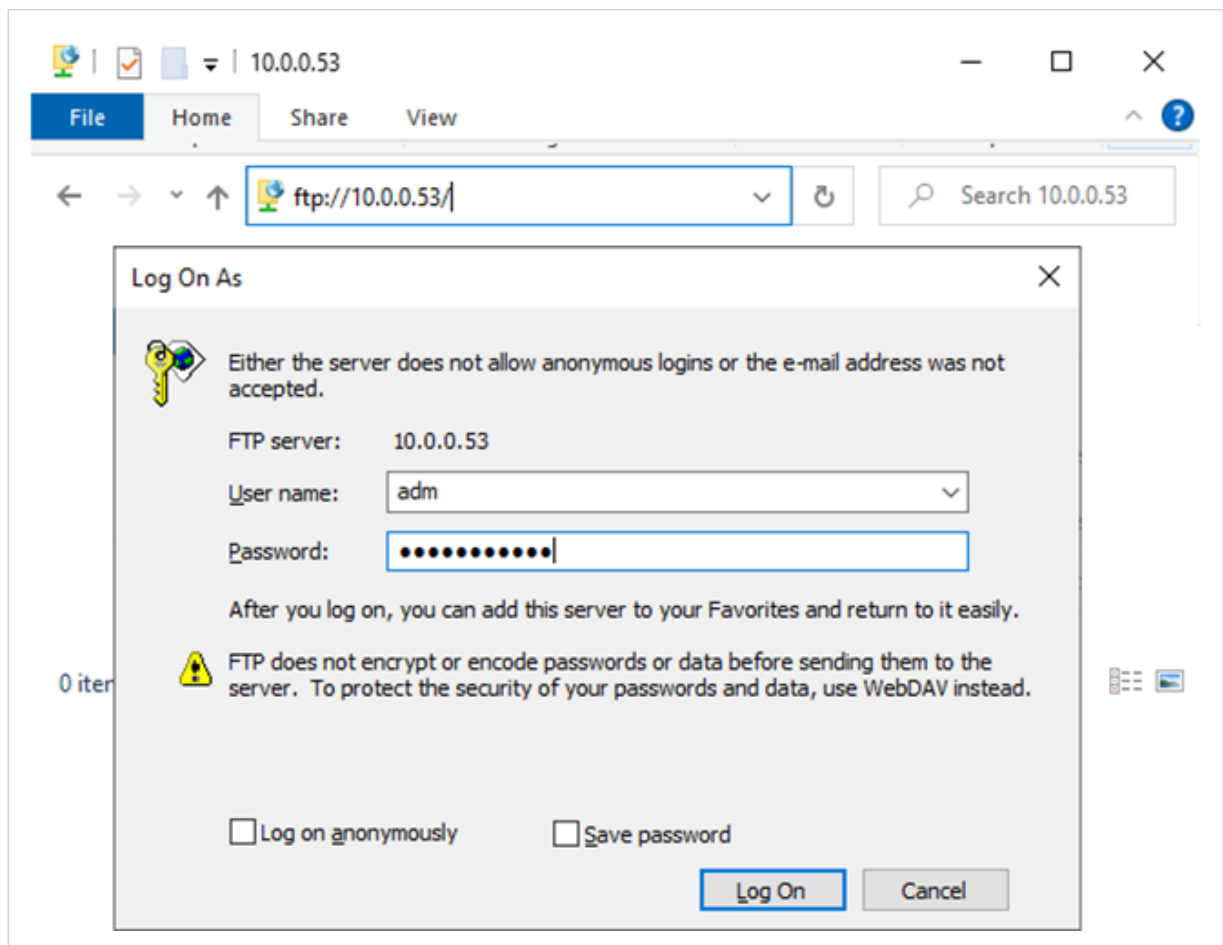 10.0.0.53
File Home Share View
ftp://10.0.0.53/
Search 10.0.0.53
Log On As
Either the server does not allow anonymous logins or the e-mail address was not
accepted.
FTP server: 10.0.0.53
User name: adm
Password: ●●●●●●●●●●●
After you log on, you can add this server to your Favorites and return to it easily.
FTP does not encrypt or encode passwords or data before sending them to the
server. To protect the security of your passwords and data, use WebDAV instead.
0 iter
Log on anonymously Save password
Log On Cancel